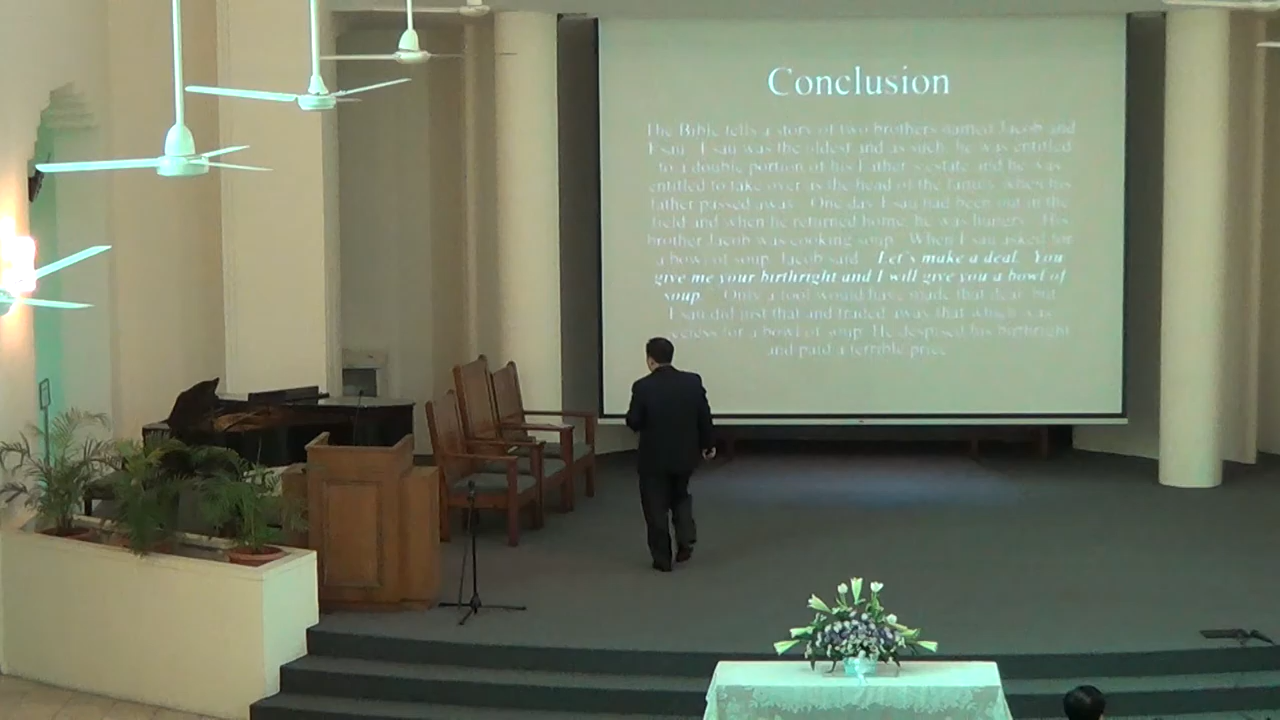 Conclusion
The Bible tells a story of two brothers named Jacob and
Esau. Esau was the oldest and as such, he was entitled
to a double portion of his Father's estate and he was
entitled to take over as the head of the family when his
father passed away. One day Esau had been out in the
field and when he returned home, he was hungry. His
brother Jacob was cooking soup. When Esau asked for
a bowl of soup, Jacob said, Let's make a deal. You
give me your birthright and I will give you a bowl of
soup. Only a fool would have made that deal but
Esau did just that and traded away that which was
for a bowl of soup. He despised his birthright
and paid a terrible price